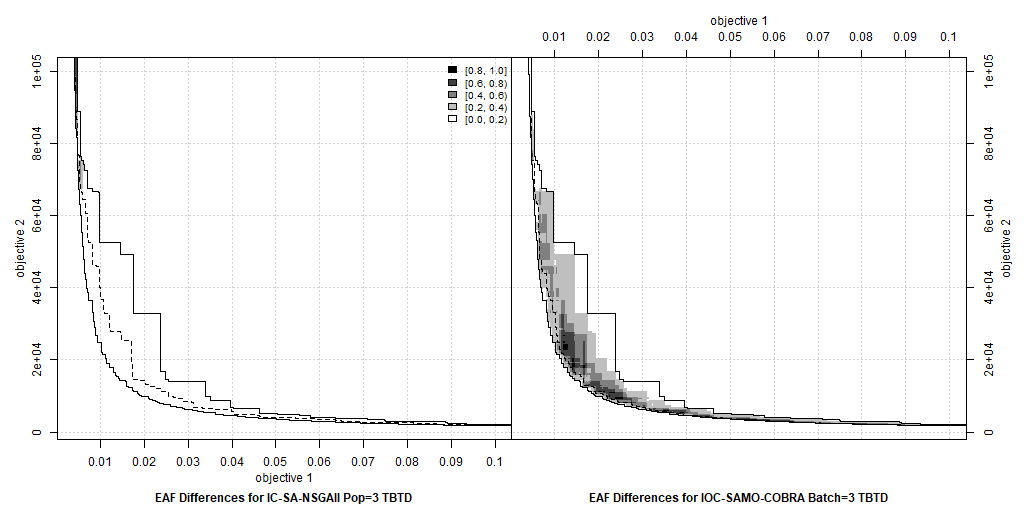 objective 1
0.01 0.02 0.03 0.04 0.05 0.06 0.07 0.08 0.09 0.1
[0.8, 1.0]
[0.6, 0.8)
[0.4, 0.6)
[0.2, 0.4)
[0.0, 0.2)
objective 2
1e+05
8e+04
6e+04
4e+04
2e+04
0
1e+05
8e+04
6e+04
4e+04
2e+04
0
objective 2
0.01 0.02 0.03 0.04 0.05 0.06 0.07 0.08 0.09 0.1
objective 1
EAF Differences for IC-SA-NSGAII Pop=3 TBTD
EAF Differences for IOC-SAMO-COBRA Batch=3 TBTD